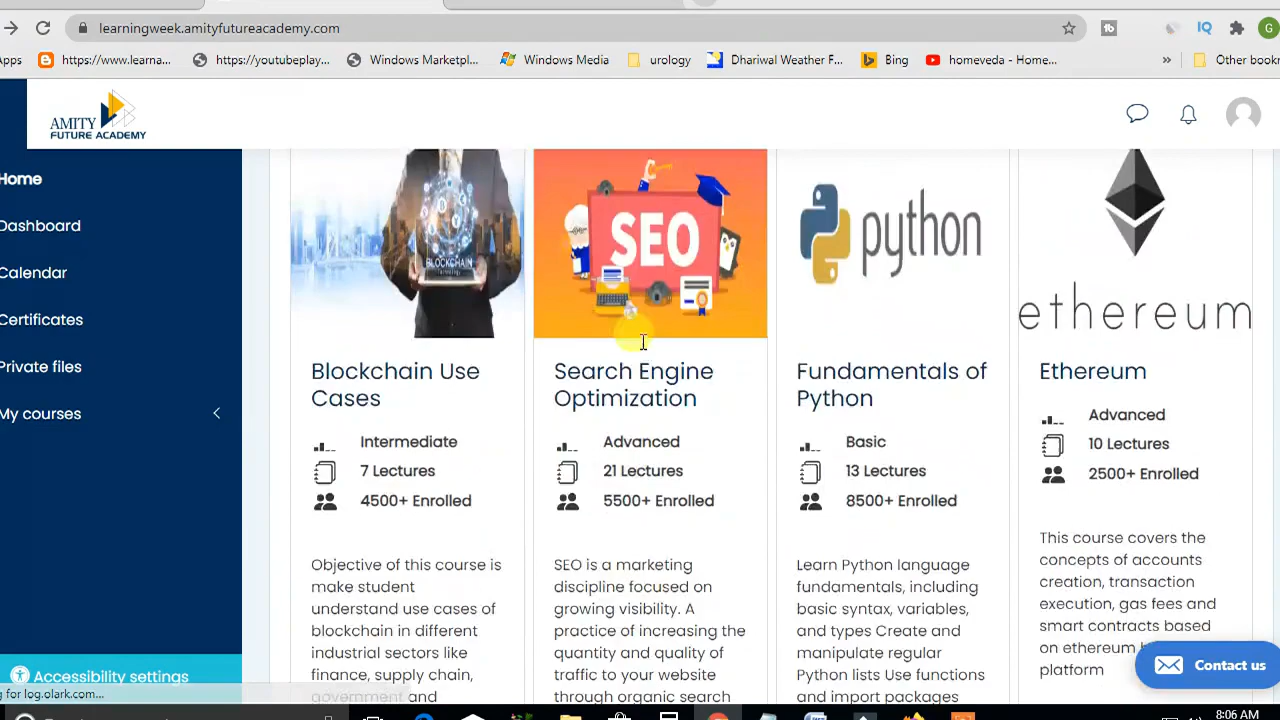 learningweek.amityfutureacademy.com
IQ
G
Apps
https://www.learna...
https://youtubeplay...
Windows Marketpl...
Windows Media
urology
Dhariwal Weather F...
Bing
homeveda - Home...
»
Other book
AMITY
FUTURE ACADEMY
Home
Dashboard
Calendar
Certificates
Private files
My courses
Accessibility settings
g for log.olark.com...
BLOCKCHAIN
Blockchain Use
Cases
Intermediate
7 Lectures
4500+ Enrolled
Objective of this course is
make student
understand use cases of
blockchain in different
industrial sectors like
finance, supply chain,
government and
SEO
Search Engine
Optimization
Advanced
21 Lectures
5500+ Enrolled
SEO is a marketing
discipline focused on
growing visibility. A
practice of increasing the
quantity and quality of
traffic to your website
through organic search
python
Fundamentals of
Python
Basic
13 Lectures
8500+ Enrolled
Learn Python language
fundamentals, including
basic syntax, variables,
and types Create and
manipulate regular
Python lists Use functions
and import packages
ethereum
Ethereum
Advanced
10 Lectures
2500+ Enrolled
This course covers the
concepts of accounts
creation, transaction
execution, gas fees and
smart contracts based
on ethereum
platform
Contact us
8:06 AM